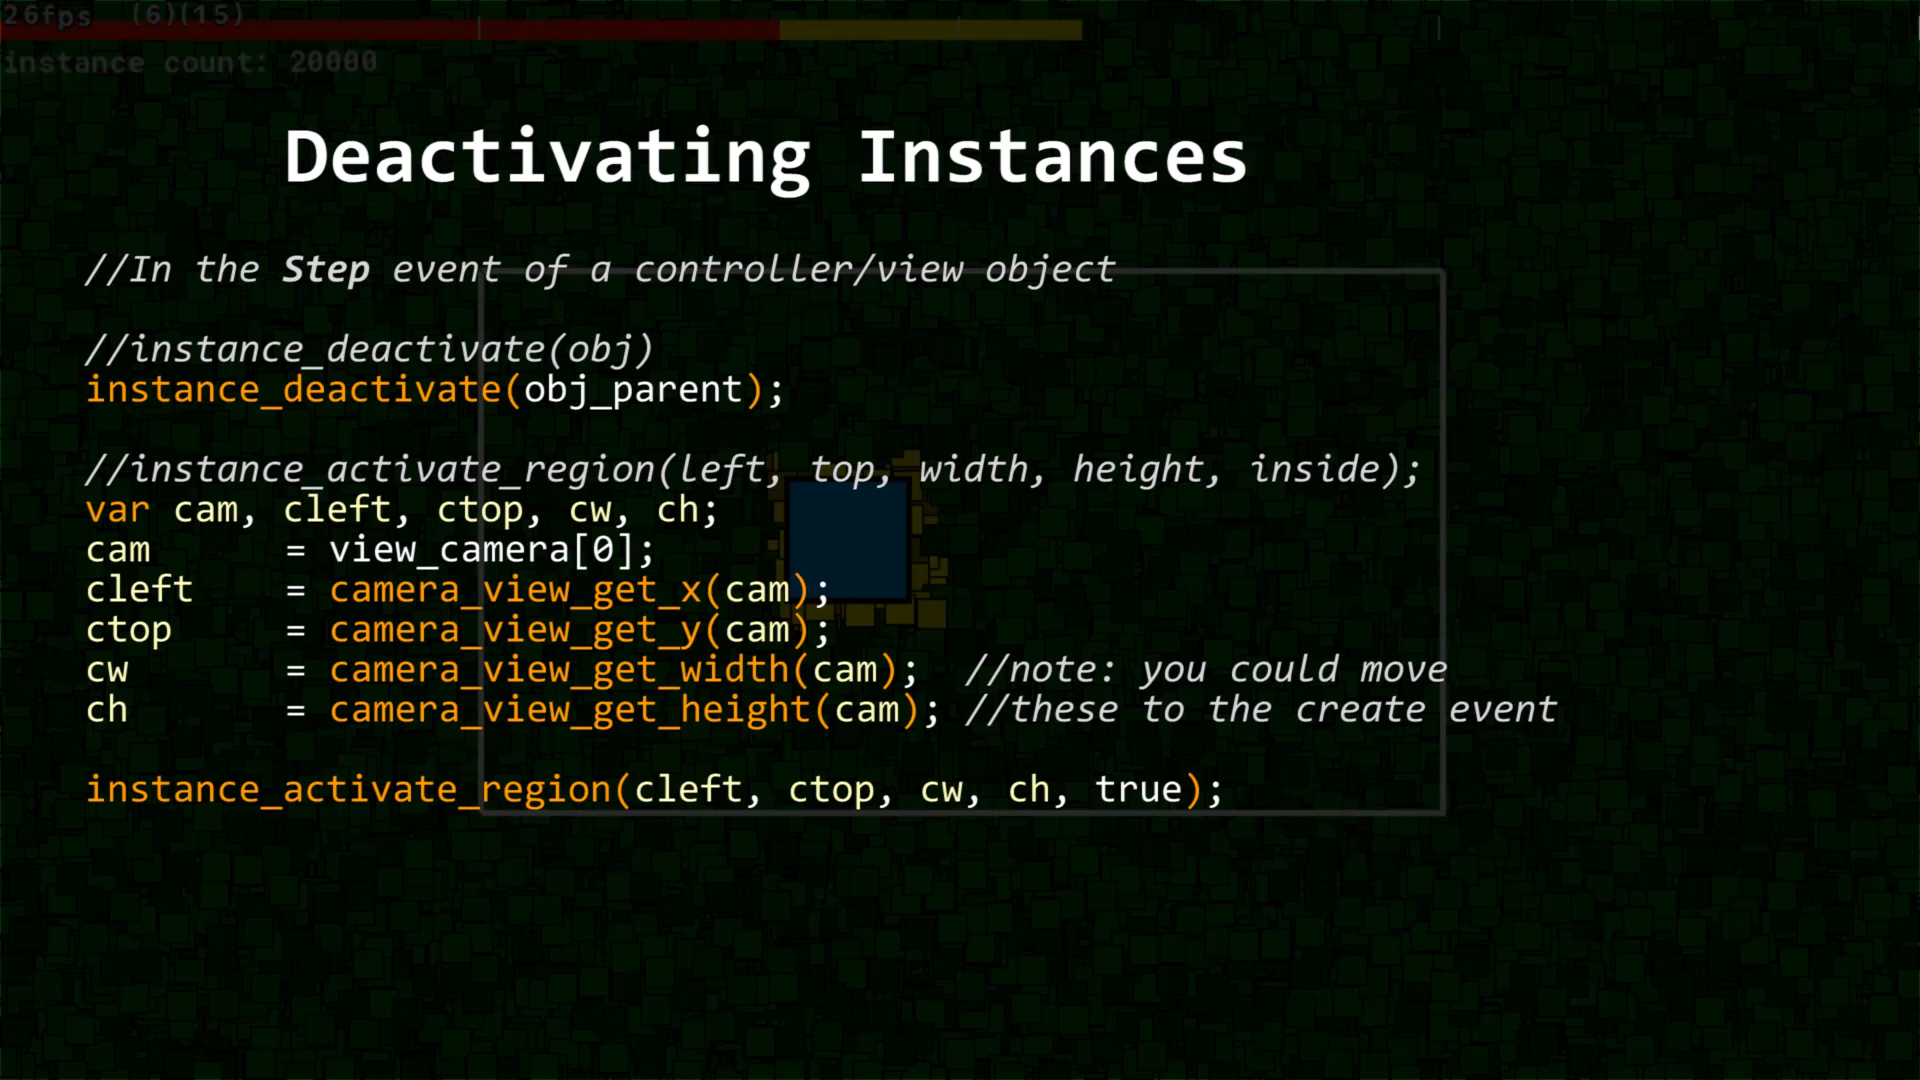 26fps (6)(15)
instance count: 20000
Deactivating Instances
//In the Step event of a controller/view object
//instance_deactivate(obj)
instance_deactivate(obj_parent);
//instance_activate_region(left, top, width, height, inside);
var cam, cleft, ctop, cw, ch;
cam = view_camera[0];
cleft = camera_view_get_x(cam);
ctop = camera_view_get_y(cam);
cw = camera_view_get_width(cam); //note: you could move
ch = camera_view_get_height(cam); //these to the create event
instance_activate_region(cleft, ctop, cw, ch, true);